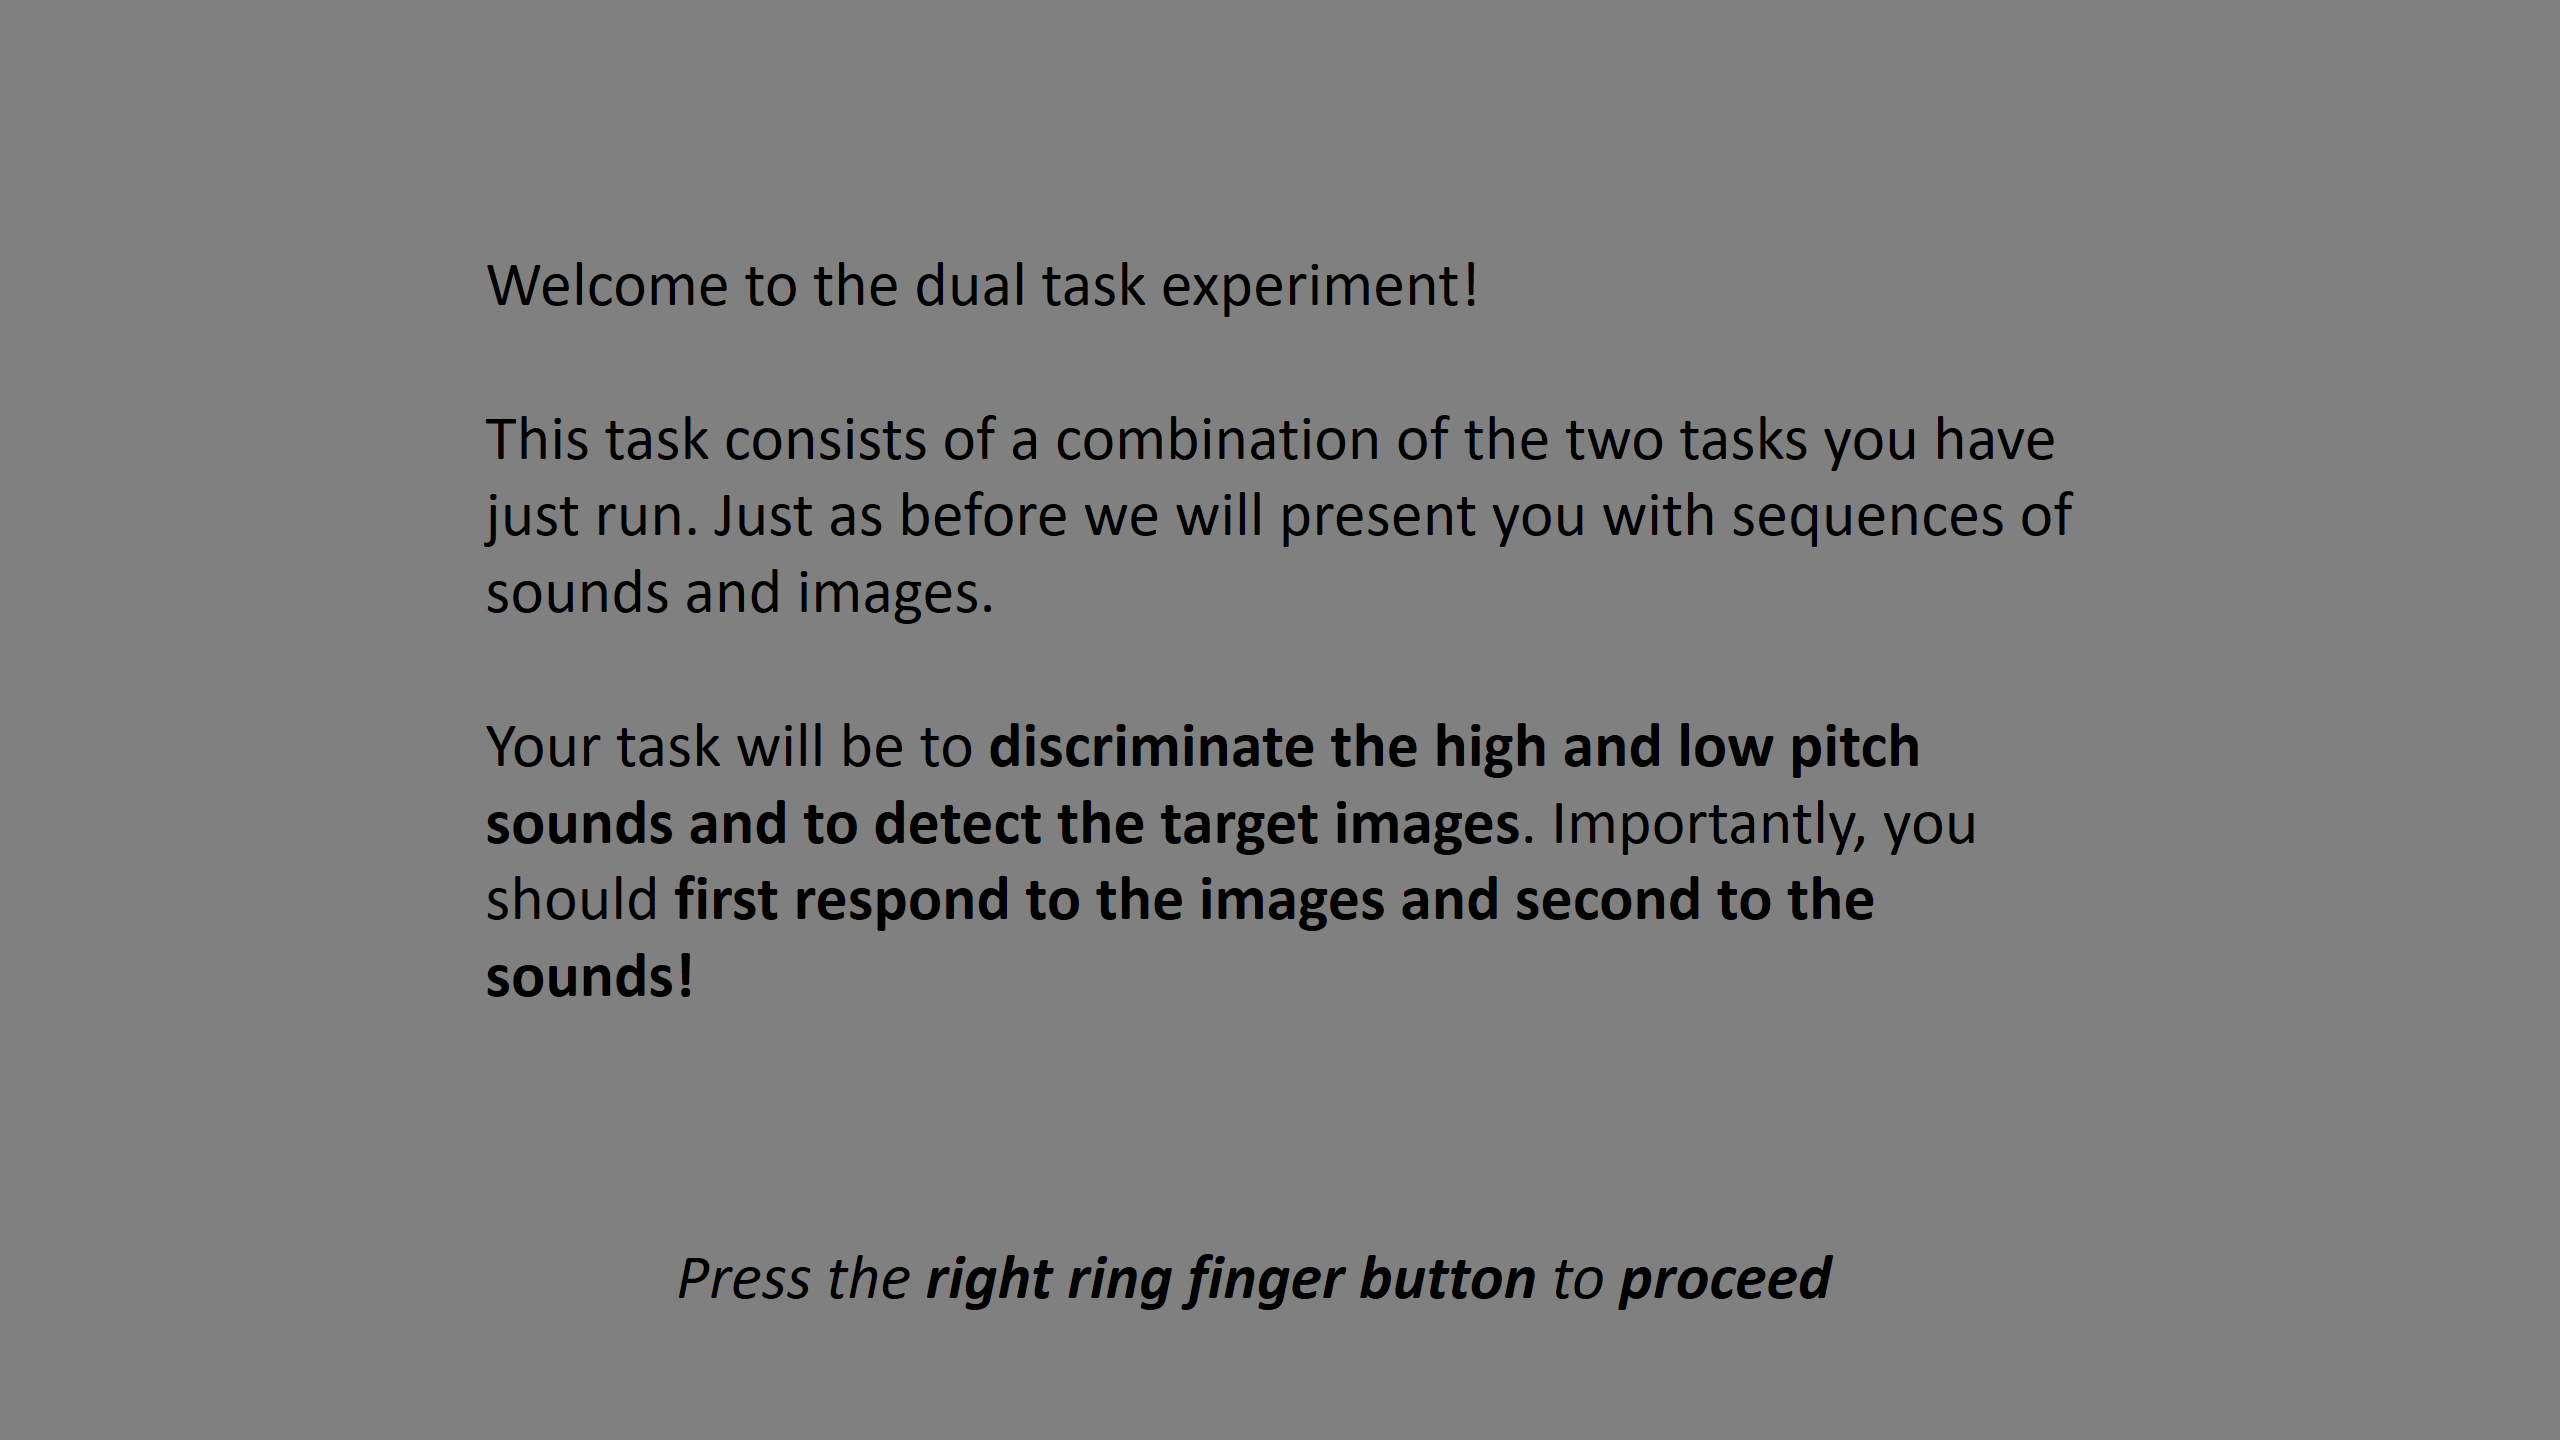 Welcome to the dual task experiment!
This task consists of a combination of the two tasks you have
just run. Just as before we will present you with sequences of
sounds and images.
Your task will be to discriminate the high and low pitch
sounds and to detect the target images. Importantly, you
should first respond to the images and second to the
sounds!
Press the right ring finger button to proceed